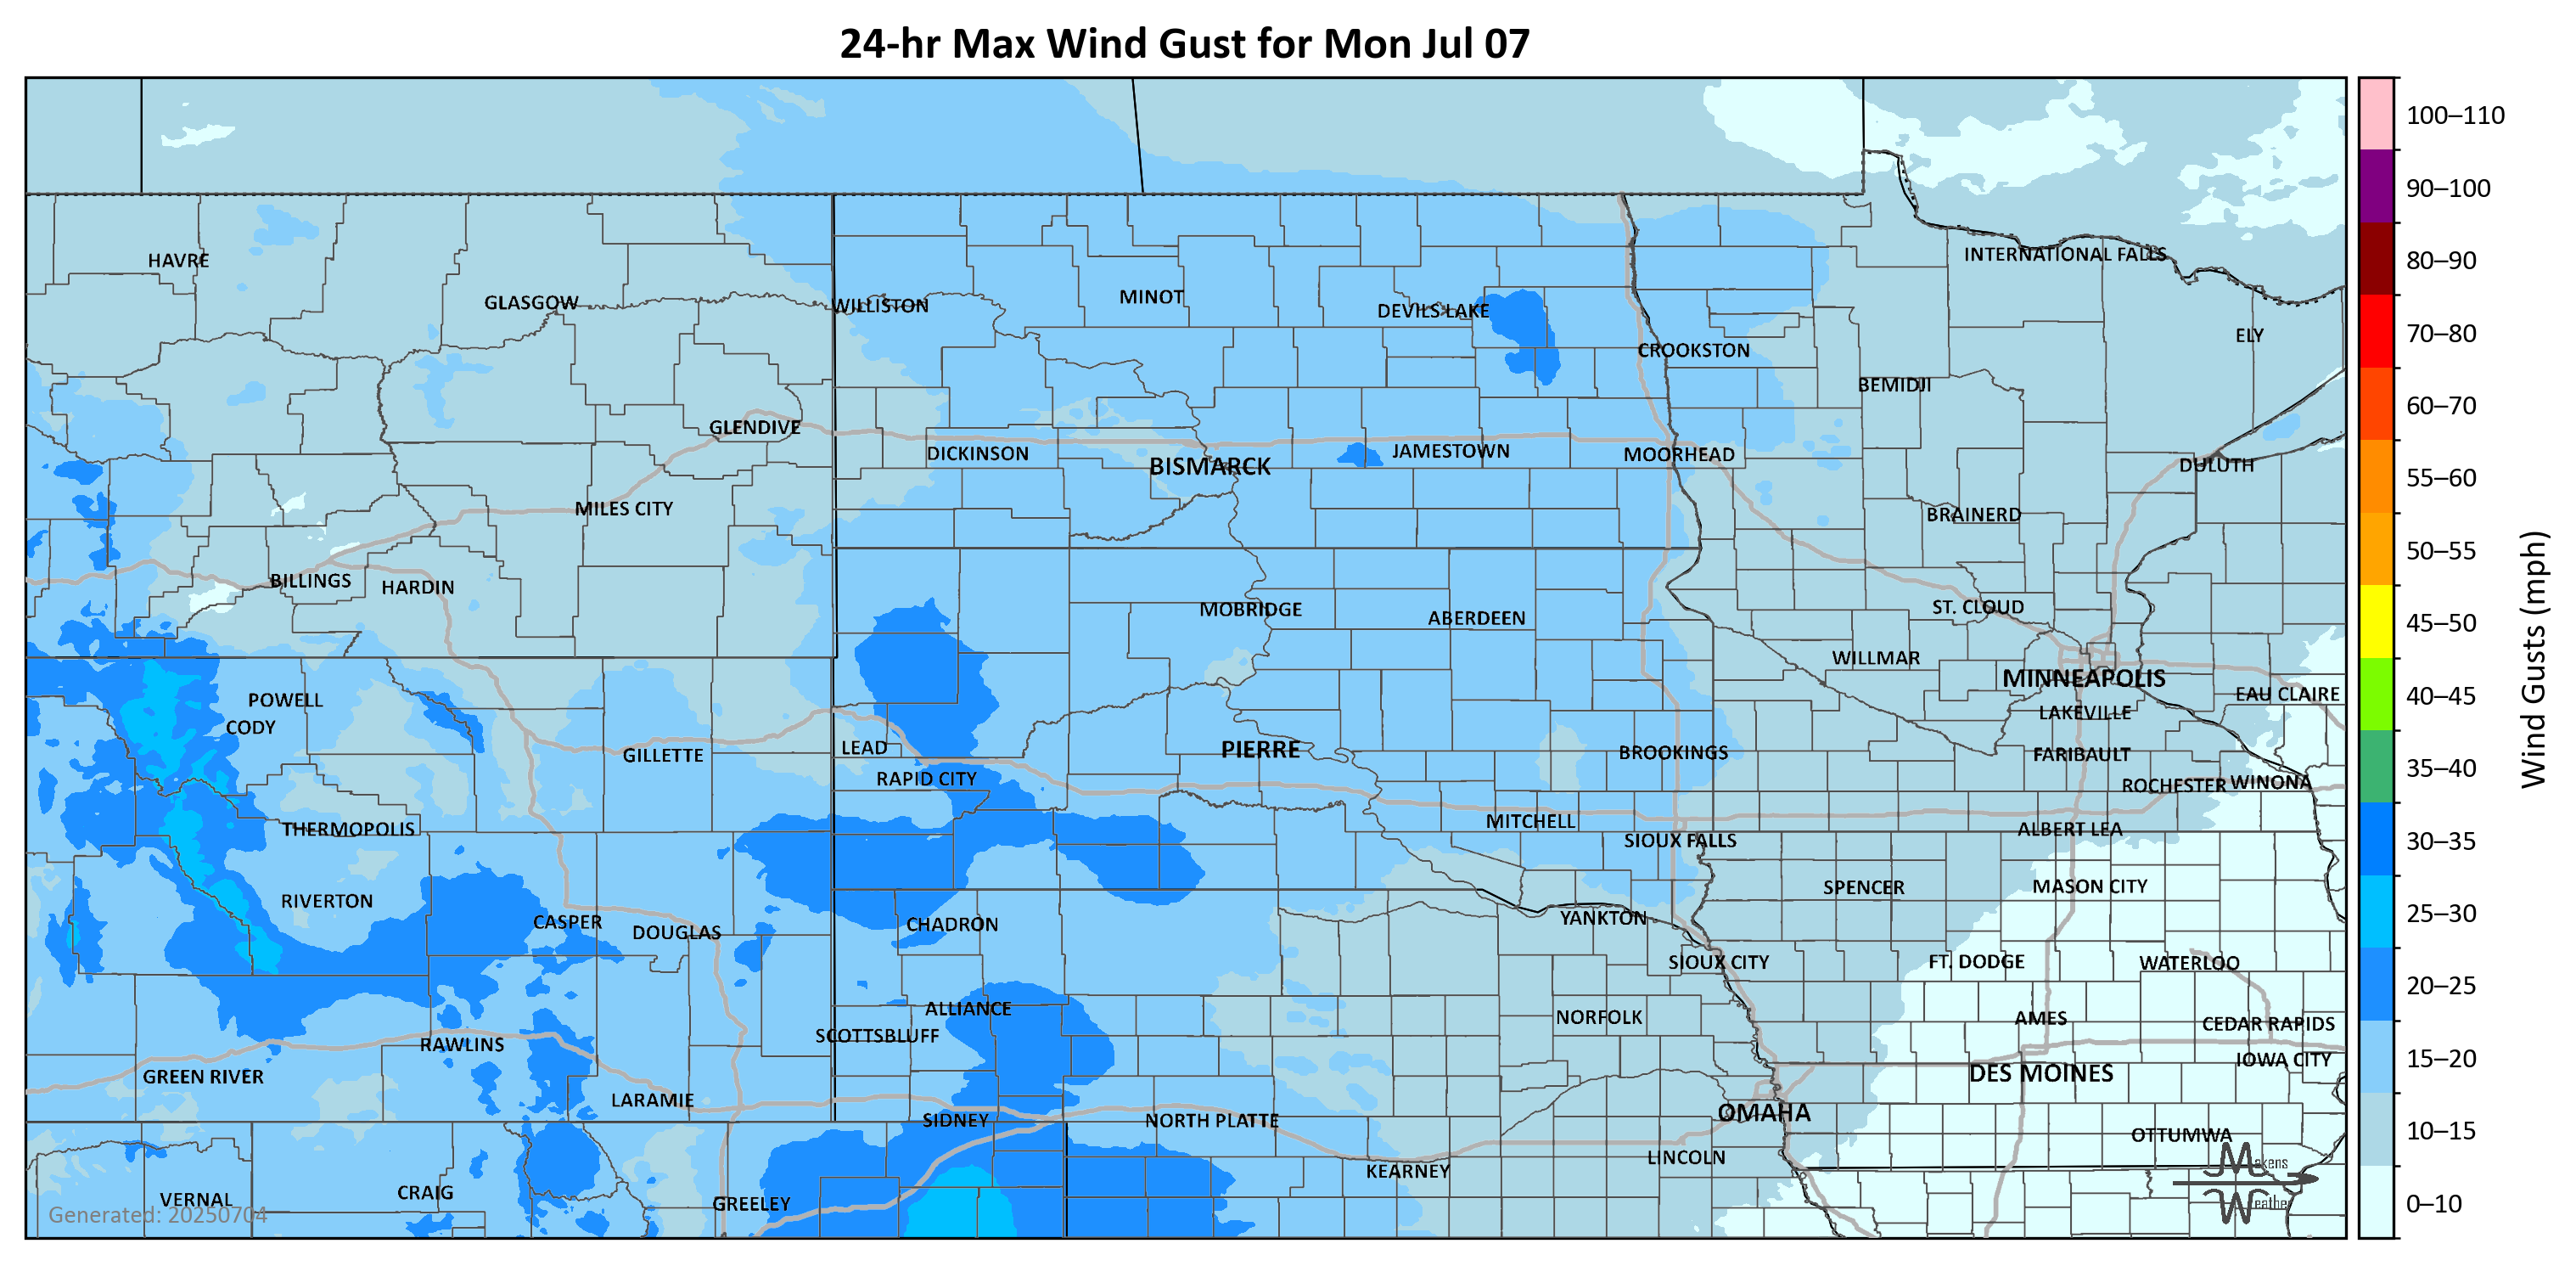 24-hr Max Wind Gust for Mon Jul 07
100–110
90–100
80–90
70–80
60–70
55–60
50–55
45–50
40–45
35–40
30–35
25–30
20–25
15–20
10–15
0–10
Wind Gusts (mph)
INTERNATIONAL FALLS
HAVRE
GLASGOW
WILLISTON
MINOT
DEVILS LAKE
ELY
CROOKSTON
BEMIDJI
GLENDIVE
DICKINSON
BISMARCK
JAMESTOWN
MOORHEAD
DULUTH
MILES CITY
BRAINERD
BILLINGS
HARDIN
MOBRIDGE
ABERDEEN
ST. CLOUD
WILLMAR
MINNEAPOLIS
EAU CLAIRE
POWELL
CODY
LAKEVILLE
GILLETTE
LEAD
PIERRE
BROOKINGS
FARIBAULT
RAPID CITY
ROCHESTER
WINONA
THERMOPOLIS
MITCHELL
ALBERT LEA
SIOUX FALLS
RIVERTON
SPENCER
MASON CITY
CASPER
DOUGLAS
CHADRON
YANKTON
SIOUX CITY
FT. DODGE
WATERLOO
ALLIANCE
SCOTTSBLUFF
NORFOLK
AMES
CEDAR RAPIDS
RAWLINS
IOWA CITY
GREEN RIVER
DES MOINES
LARAMIE
SIDNEY
NORTH PLATTE
OMAHA
OTTUMWA
KEARNEY
LINCOLN
VERNAL
CRAIG
GREELEY
Generated: 20250704
Makens
Weather